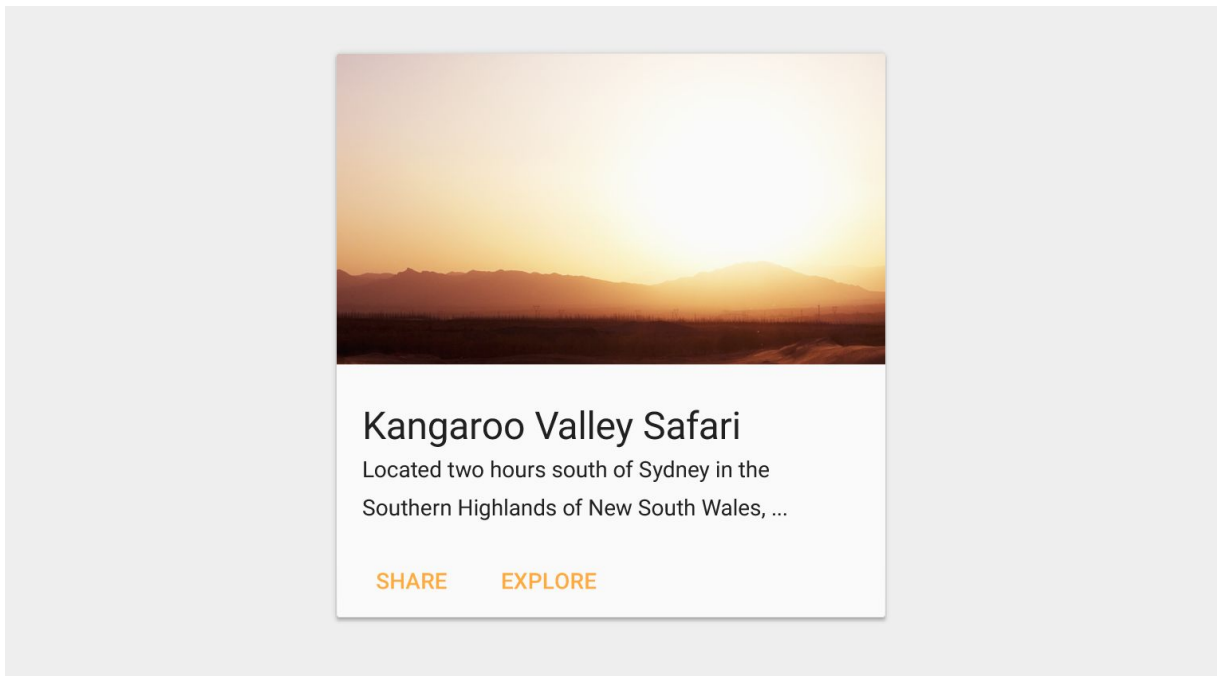 Kangaroo Valley Safari
Located two hours south of Sydney in the
Southern Highlands of New South Wales, ...
SHARE EXPLORE